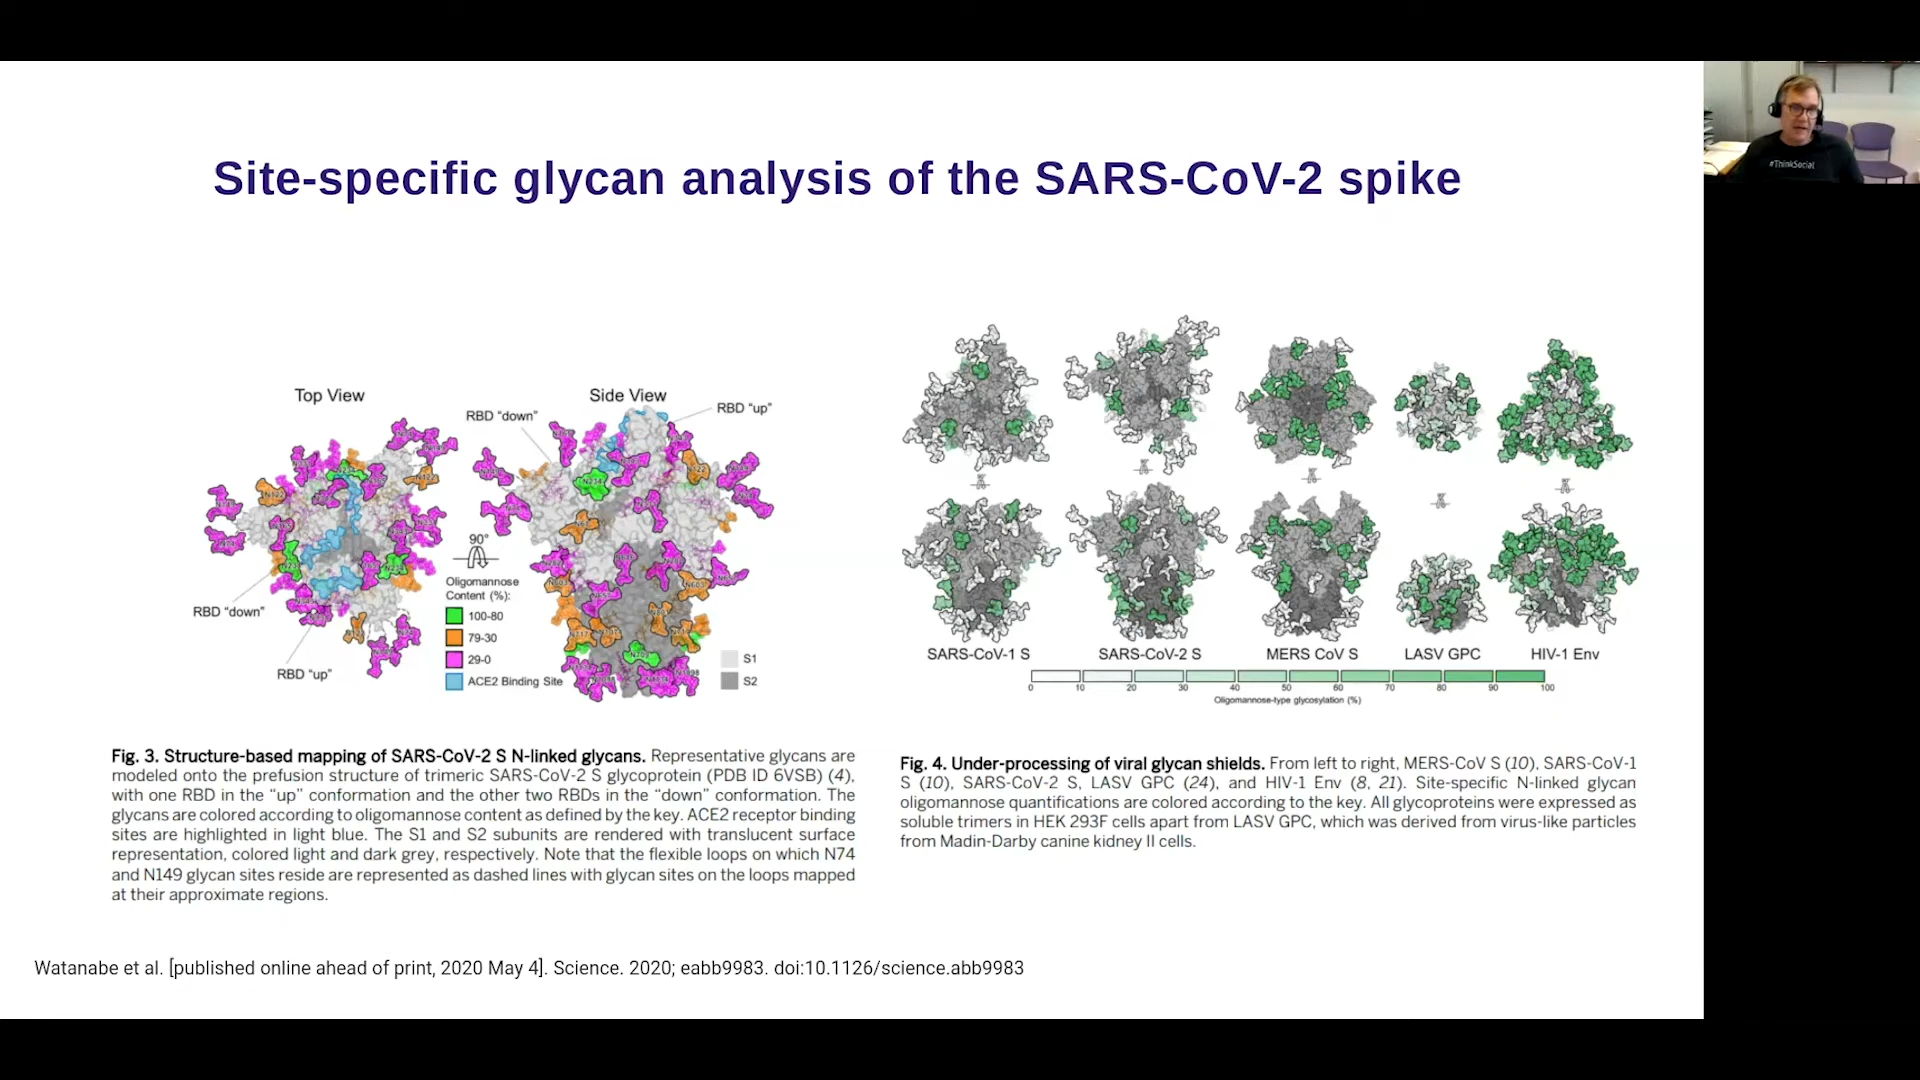 #ThinkSocial
Site-specific glycan analysis of the SARS-CoV-2 spike
Top View
Side View
RBD "down"
RBD "up"
90°
Oligomannose
Content (%):
100-80
79-30
29-0
ACE2 Binding Site
RBD "down"
RBD "up"
S1
S2
N234
N122
SARS-CoV-1 S
SARS-CoV-2 S
MERS CoV S
LASV GPC
HIV-1 Env
0 10 20 30 40 50 60 70 80 90 100
Oligomannose-type glycosylation (%)
Fig. 3. Structure-based mapping of SARS-CoV-2 S N-linked glycans. Representative glycans are
modeled onto the prefusion structure of trimeric SARS-CoV-2 S glycoprotein (PDB ID 6VSB) (4),
with one RBD in the “up” conformation and the other two RBDs in the “down” conformation. The
glycans are colored according to oligomannose content as defined by the key. ACE2 receptor binding
sites are highlighted in light blue. The S1 and S2 subunits are rendered with translucent surface
representation, colored light and dark grey, respectively. Note that the flexible loops on which N74
and N149 glycan sites reside are represented as dashed lines with glycan sites on the loops mapped
at their approximate regions.
Fig. 4. Under-processing of viral glycan shields. From left to right, MERS-CoV S (10), SARS-CoV-1
S (10), SARS-CoV-2 S, LASV GPC (24), and HIV-1 Env (8, 21). Site-specific N-linked glycan
oligomannose quantifications are colored according to the key. All glycoproteins were expressed as
soluble trimers in HEK 293F cells apart from LASV GPC, which was derived from virus-like particles
from Madin-Darby canine kidney II cells.
Watanabe et al. [published online ahead of print, 2020 May 4]. Science. 2020; eabb9983. doi:10.1126/science.abb9983